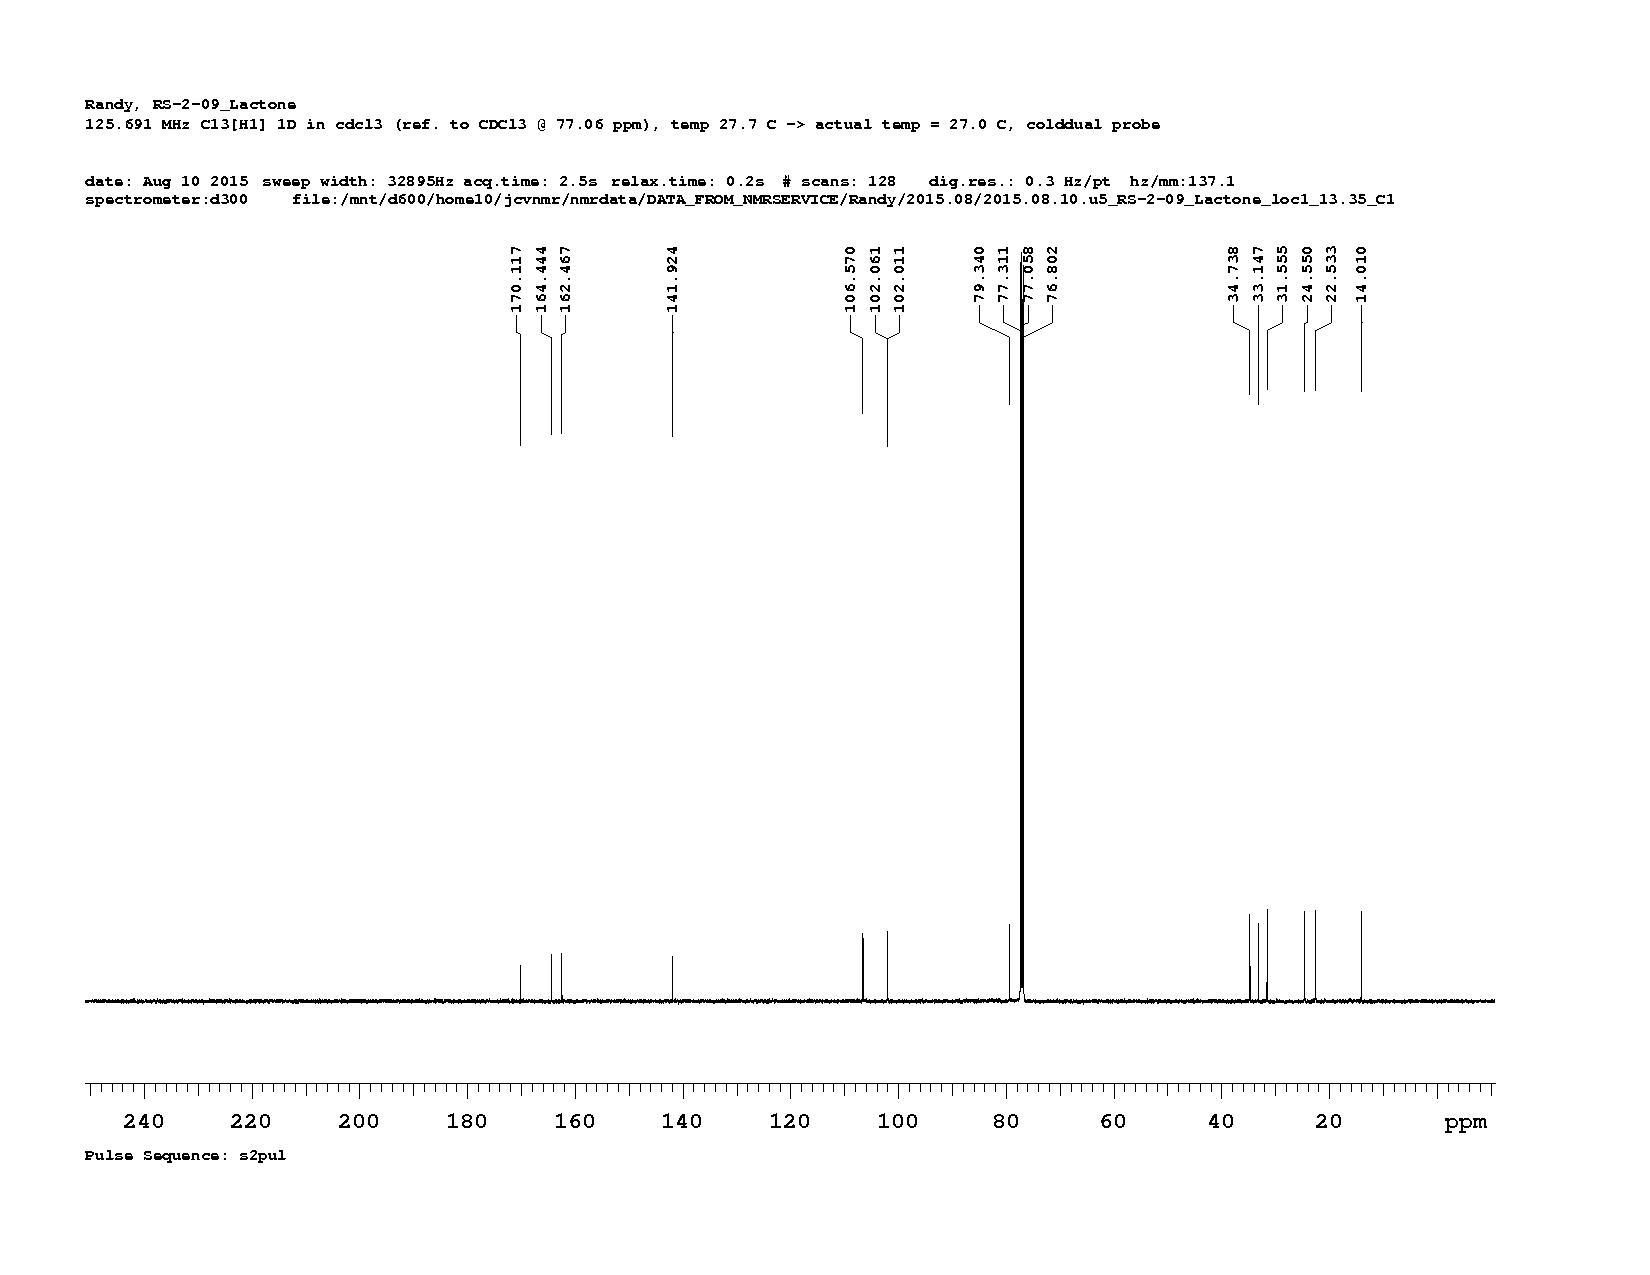 Randy, RS-2-09_Lactone
125.691 MHz C13[H1] 1D in cdcl3 (ref. to CDCl3 @ 77.06 ppm), temp 27.7 C -> actual temp = 27.0 C, colddual probe
date: Aug 10 2015 sweep width: 32895Hz acq.time: 2.5s relax.time: 0.2s # scans: 128 dig.res.: 0.3 Hz/pt hz/mm:137.1
spectrometer:d300 file:/mnt/d600/home10/jcvnmr/nmrdata/DATA_FROM_NMRSERVICE/Randy/2015.08/2015.08.10.u5_RS-2-09_Lactone_loc1_13.35_C1
170.117
164.444
162.467
141.924
106.570
102.061
102.011
79.340
77.311
77.058
76.802
34.738
33.147
31.555
24.550
22.533
14.010
240 220 200 180 160 140 120 100 80 60 40 20 ppm
Pulse Sequence: s2pul